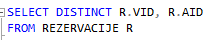 SELECT DISTINCT R.VID, R.AID
FROM REZERVACIJE R